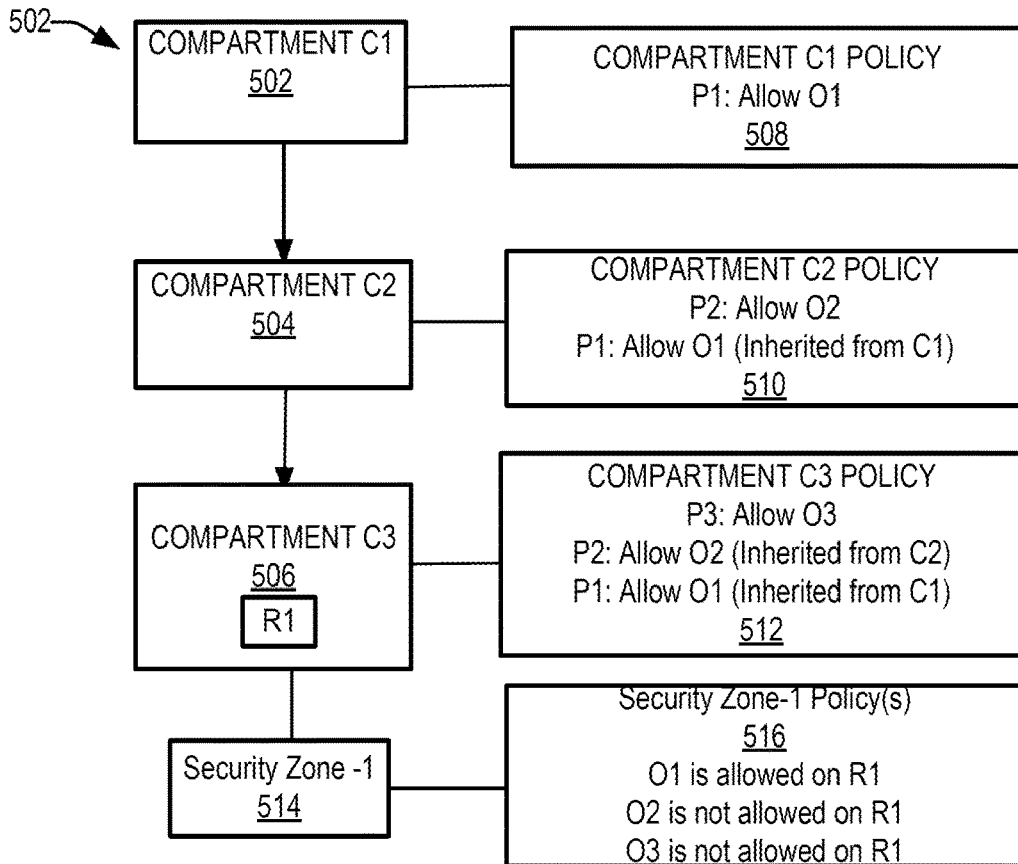 502
COMPARTMENT C1
502
COMPARTMENT C1 POLICY
P1: Allow O1
508
COMPARTMENT C2
504
COMPARTMENT C2 POLICY
P2: Allow O2
P1: Allow O1 (Inherited from C1)
510
COMPARTMENT C3
506
R1
COMPARTMENT C3 POLICY
P3: Allow O3
P2: Allow O2 (Inherited from C2)
P1: Allow O1 (Inherited from C1)
512
Security Zone -1
514
Security Zone-1 Policy(s)
516
O1 is allowed on R1
O2 is not allowed on R1
O3 is not allowed on R1